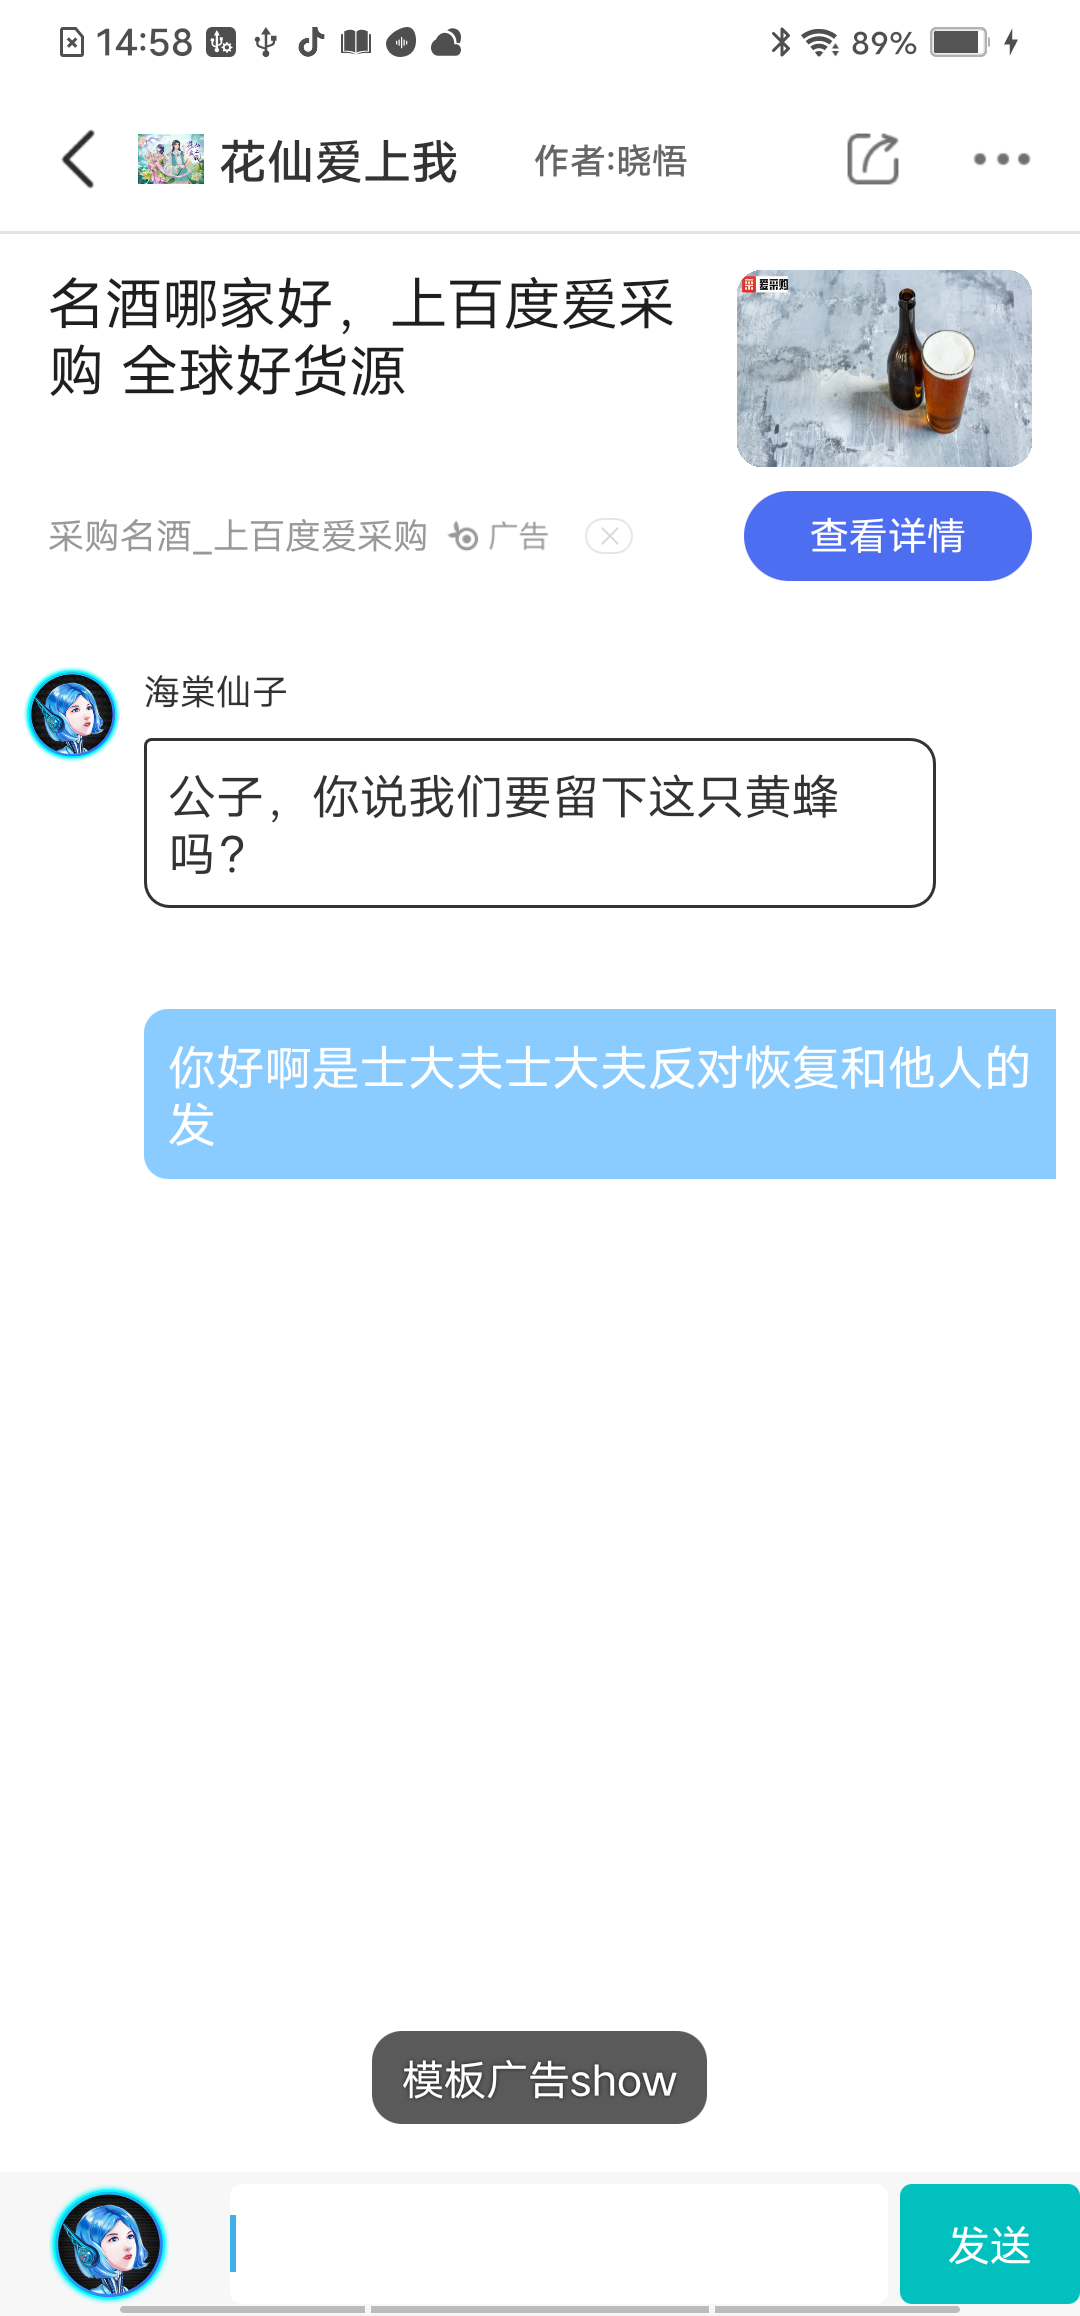 14:58
89%
花仙爱上我
作者:晓悟
名酒哪家好，上百度爱采
购 全球好货源
采 爱采购
采购名酒_上百度爱采购
广告
查看详情
海棠仙子
公子，你说我们要留下这只黄蜂
吗？
你好啊是士大夫士大夫反对恢复和他人的
发
模板广告show
发送